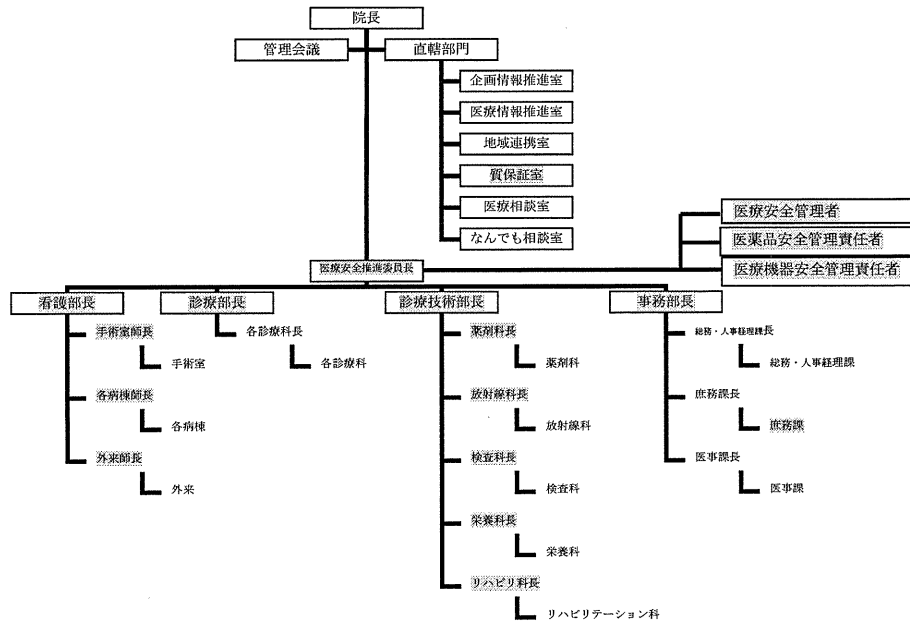 院長
管理会議
直轄部門
企画情報推進室
医療情報推進室
地域連携室
質保証室
医療相談室
なんでも相談室
医療安全管理者
医薬品安全管理責任者
医療機器安全管理責任者
医療安全推進委員長
看護部長
診療部長
診療技術部長
事務部長
手術室師長
手術室
各病棟師長
各病棟
外来師長
外来
各診療科長
各診療科
薬剤科長
薬剤科
放射線科長
放射線科
検査科長
検査科
栄養科長
栄養科
リハビリ科長
リハビリテーション科
総務・人事経理課長
総務・人事経理課
庶務課長
庶務課
医事課長
医事課